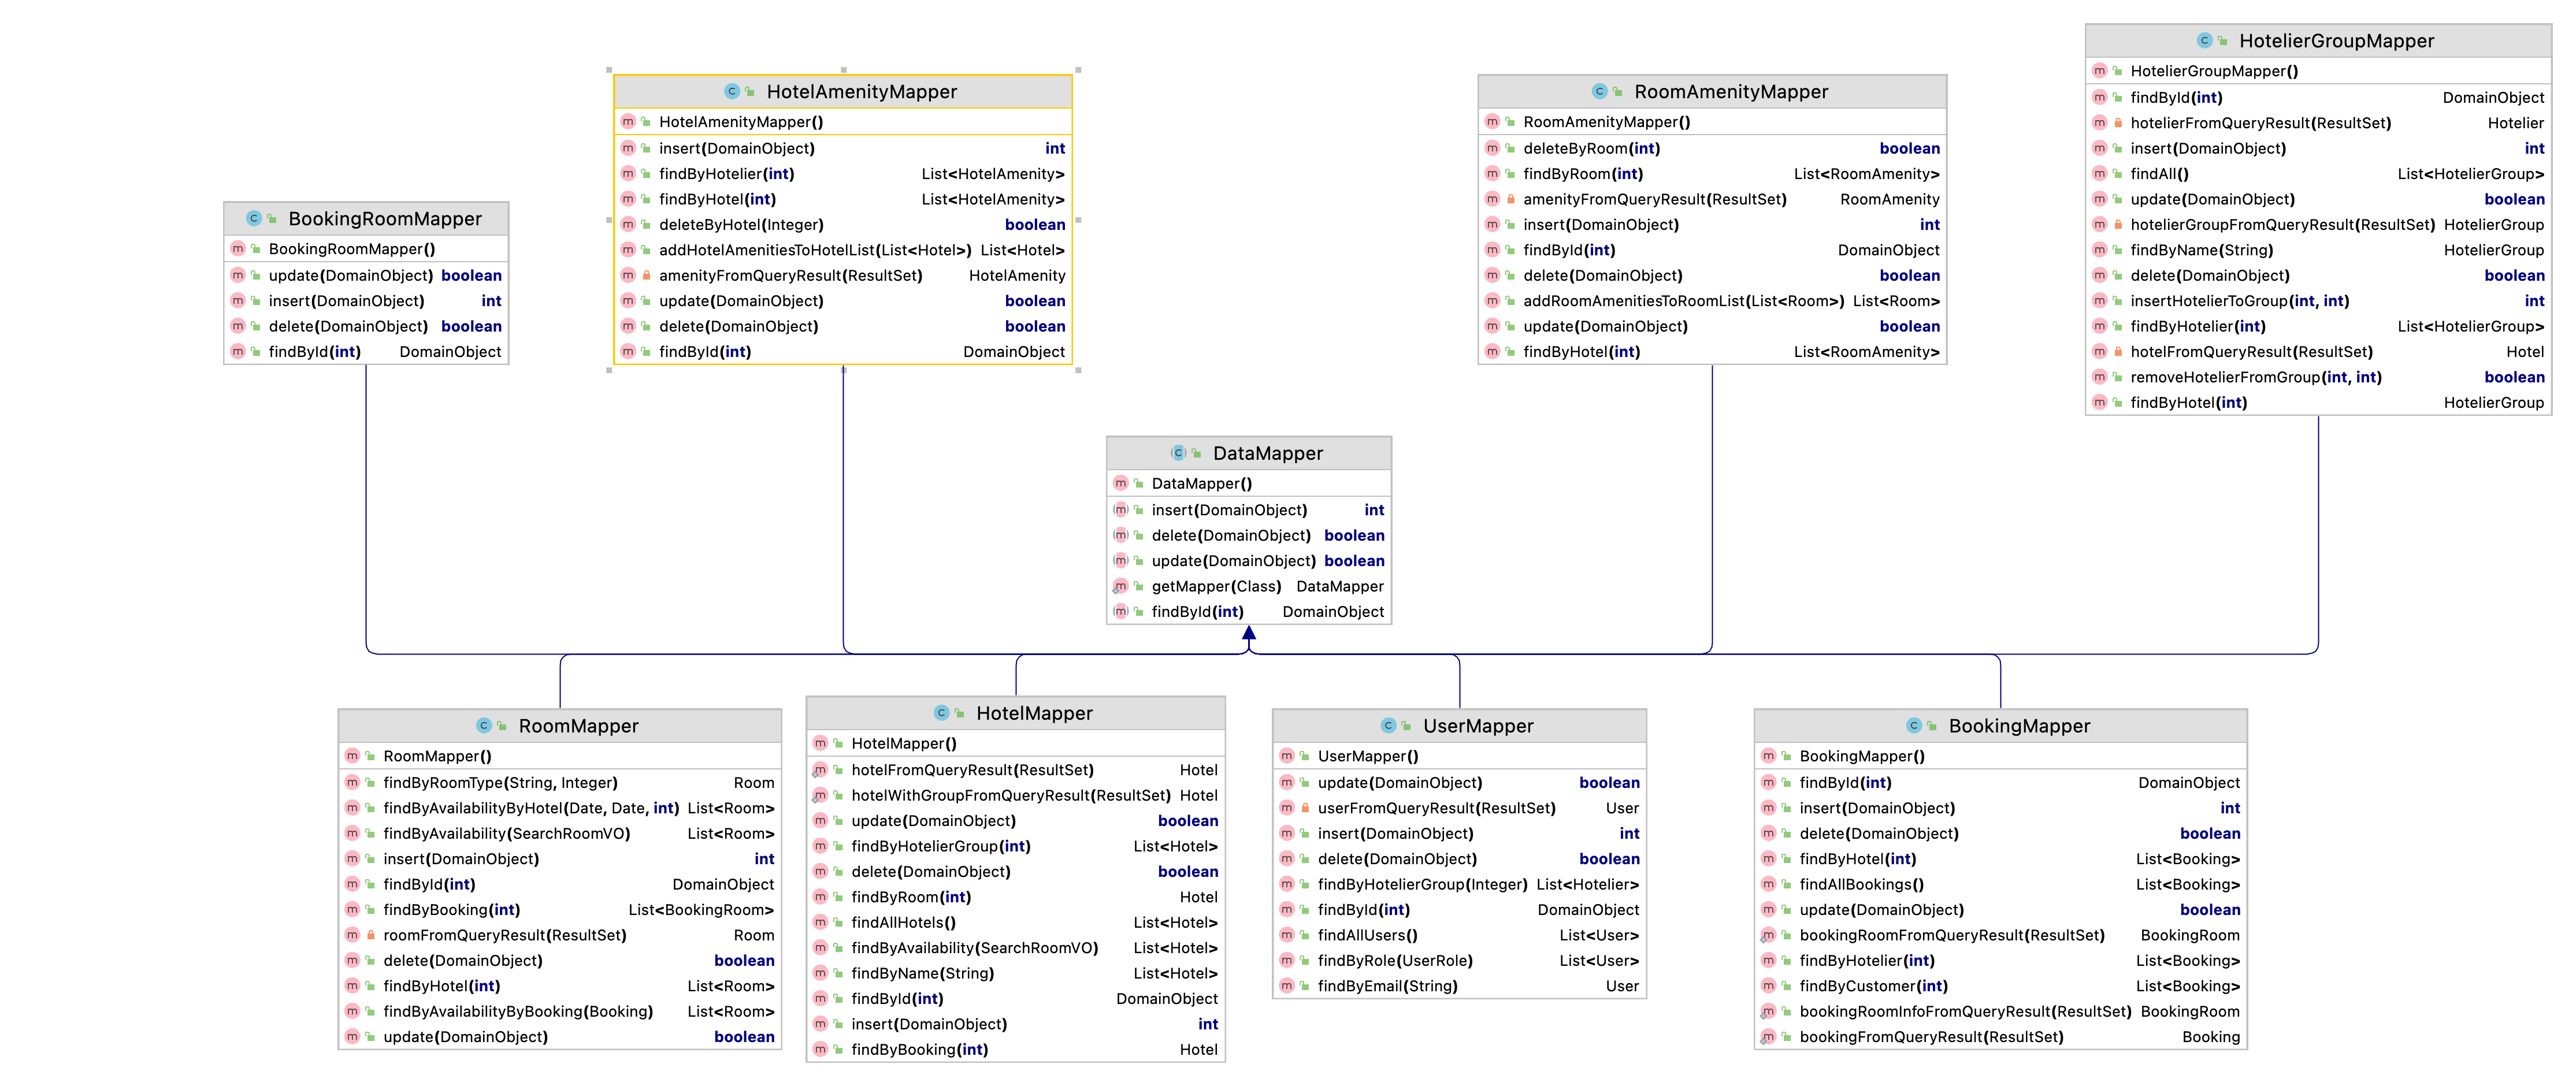 BookingRoomMapper
BookingRoomMapper()
update(DomainObject) boolean
insert(DomainObject) int
delete(DomainObject) boolean
findById(int) DomainObject
HotelAmenityMapper
HotelAmenityMapper()
insert(DomainObject) int
findByHotelier(int) List<HotelAmenity>
findByHotel(int) List<HotelAmenity>
deleteByHotel(Integer) boolean
addHotelAmenitiesToHotelList(List<Hotel>) List<Hotel>
amenityFromQueryResult(ResultSet) HotelAmenity
update(DomainObject) boolean
delete(DomainObject) boolean
findById(int) DomainObject
RoomAmenityMapper
RoomAmenityMapper()
deleteByRoom(int) boolean
findByRoom(int) List<RoomAmenity>
amenityFromQueryResult(ResultSet) RoomAmenity
insert(DomainObject) int
findById(int) DomainObject
delete(DomainObject) boolean
addRoomAmenitiesToRoomList(List<Room>) List<Room>
update(DomainObject) boolean
findByHotel(int) List<RoomAmenity>
HotelierGroupMapper
HotelierGroupMapper()
findById(int) DomainObject
hotelierFromQueryResult(ResultSet) Hotelier
insert(DomainObject) int
findAll() List<HotelierGroup>
update(DomainObject) boolean
hotelierGroupFromQueryResult(ResultSet) HotelierGroup
findByName(String) HotelierGroup
delete(DomainObject) boolean
insertHotelierToGroup(int, int) int
findByHotelier(int) List<HotelierGroup>
hotelFromQueryResult(ResultSet) Hotel
removeHotelierFromGroup(int, int) boolean
findByHotel(int) HotelierGroup
DataMapper
DataMapper()
insert(DomainObject) int
delete(DomainObject) boolean
update(DomainObject) boolean
getMapper(Class) DataMapper
findById(int) DomainObject
RoomMapper
RoomMapper()
findByRoomType(String, Integer) Room
findByAvailabilityByHotel(Date, Date, int) List<Room>
findByAvailability(SearchRoomVO) List<Room>
insert(DomainObject) int
findById(int) DomainObject
findByBooking(int) List<BookingRoom>
roomFromQueryResult(ResultSet) Room
delete(DomainObject) boolean
findByHotel(int) List<Room>
findByAvailabilityByBooking(Booking) List<Room>
update(DomainObject) boolean
HotelMapper
HotelMapper()
hotelFromQueryResult(ResultSet) Hotel
hotelWithGroupFromQueryResult(ResultSet) Hotel
update(DomainObject) boolean
findByHotelierGroup(int) List<Hotel>
delete(DomainObject) boolean
findByRoom(int) Hotel
findAllHotels() List<Hotel>
findByAvailability(SearchRoomVO) List<Hotel>
findByName(String) List<Hotel>
findById(int) DomainObject
insert(DomainObject) int
findByBooking(int) Hotel
UserMapper
UserMapper()
update(DomainObject) boolean
userFromQueryResult(ResultSet) User
insert(DomainObject) int
delete(DomainObject) boolean
findByHotelierGroup(Integer) List<Hotelier>
findById(int) DomainObject
findAllUsers() List<User>
findByRole(UserRole) List<User>
findByEmail(String) User
BookingMapper
BookingMapper()
findById(int) DomainObject
insert(DomainObject) int
delete(DomainObject) boolean
findByHotel(int) List<Booking>
findAllBookings() List<Booking>
update(DomainObject) boolean
bookingRoomFromQueryResult(ResultSet) BookingRoom
findByHotelier(int) List<Booking>
findByCustomer(int) List<Booking>
bookingRoomInfoFromQueryResult(ResultSet) BookingRoom
bookingFromQueryResult(ResultSet) Booking